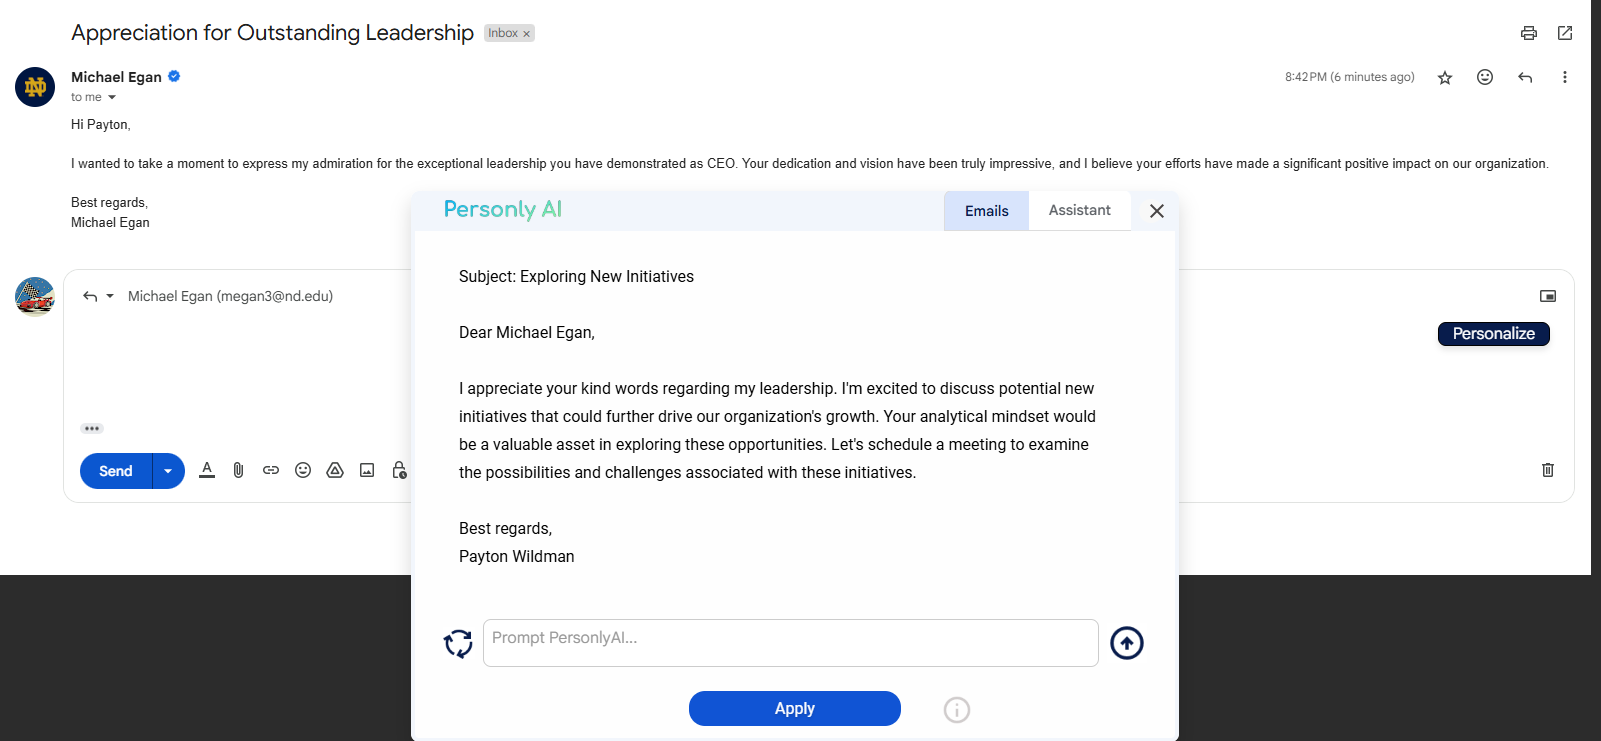 Appreciation for Outstanding Leadership Inbox ×
Michael Egan 8:42 PM (6 minutes ago)
to me
Hi Payton,
I wanted to take a moment to express my admiration for the exceptional leadership you have demonstrated as CEO. Your dedication and vision have been truly impressive, and I believe your efforts have made a significant positive impact on our organization.
Best regards,
Michael Egan
Michael Egan (megan3@nd.edu)
Personalize
Send
Personly AI Emails Assistant
Subject: Exploring New Initiatives
Dear Michael Egan,
I appreciate your kind words regarding my leadership. I'm excited to discuss potential new
initiatives that could further drive our organization's growth. Your analytical mindset would
be a valuable asset in exploring these opportunities. Let's schedule a meeting to examine
the possibilities and challenges associated with these initiatives.
Best regards,
Payton Wildman
Prompt PersonlyAI...
Apply